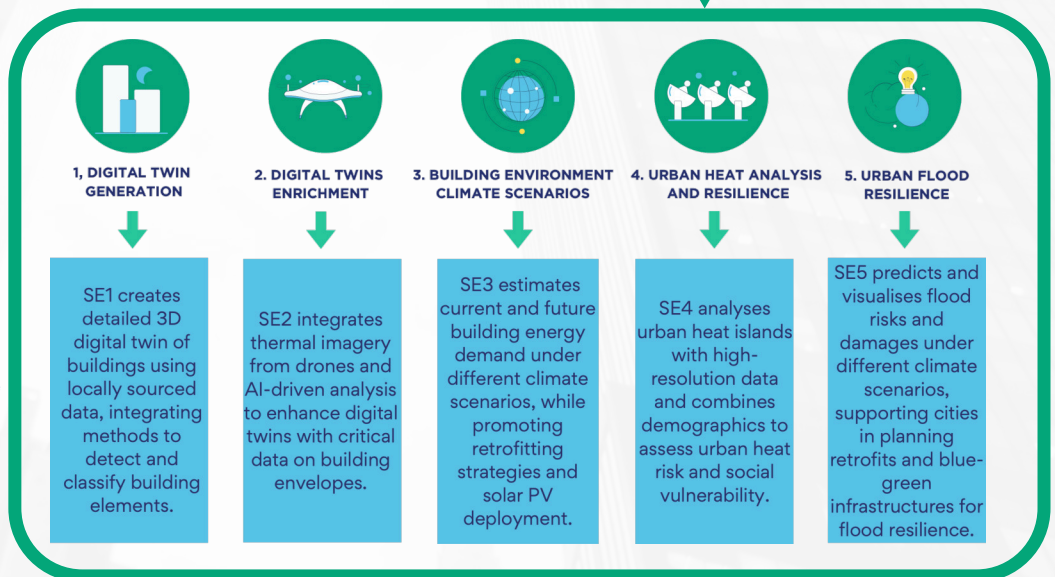 1, DIGITAL TWIN
GENERATION
SE1 creates
detailed 3D
digital twin of
buildings using
locally sourced
data, integrating
methods to
detect and
classify building
elements.
2. DIGITAL TWINS
ENRICHMENT
SE2 integrates
thermal imagery
from drones and
AI-driven analysis
to enhance digital
twins with critical
data on building
envelopes.
3. BUILDING ENVIRONMENT
CLIMATE SCENARIOS
SE3 estimates
current and future
building energy
demand under
different climate
scenarios, while
promoting
retrofitting
strategies and
solar PV
deployment.
4. URBAN HEAT ANALYSIS
AND RESILIENCE
SE4 analyses
urban heat islands
with high-
resolution data
and combines
demographics to
assess urban heat
risk and social
vulnerability.
5. URBAN FLOOD
RESILIENCE
SE5 predicts and
visualises flood
risks and
damages under
different climate
scenarios,
supporting cities
in planning
retrofits and blue-
green
infrastructures for
flood resilience.